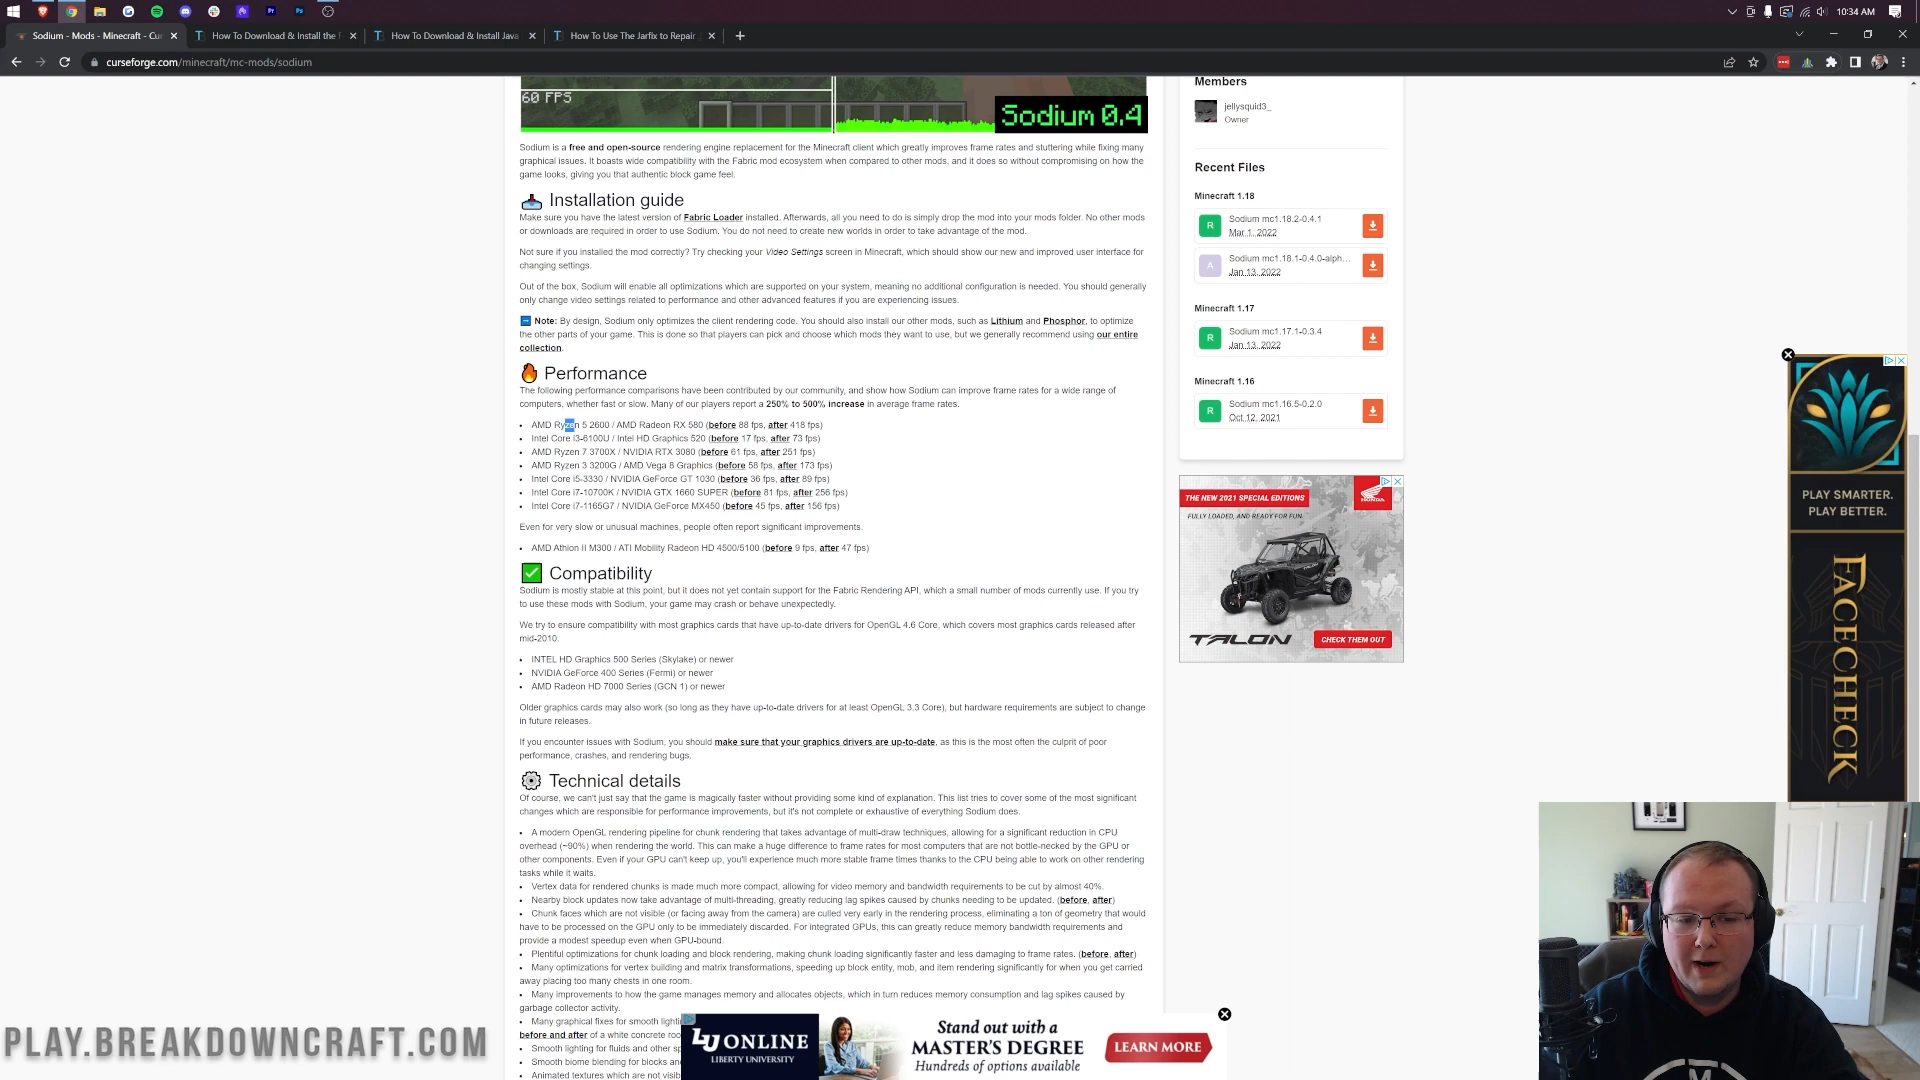 10:34 AM
Sodium - Mods - Minecraft - Cu
How To Download & Install the F
How To Download & Install Java
How To Use The Jarfix to Repair
curseforge.com/minecraft/mc-mods/sodium
60 FPS
Sodium 0.4
Sodium is a free and open-source rendering engine replacement for the Minecraft client which greatly improves frame rates and stuttering while fixing many
graphical issues. It boasts wide compatibility with the Fabric mod ecosystem when compared to other mods, and it does so without compromising on how the
game looks, giving you that authentic block game feel.
Installation guide
Make sure you have the latest version of Fabric Loader installed. Afterwards, all you need to do is simply drop the mod into your mods folder. No other mods
or downloads are required in order to use Sodium. You do not need to create new worlds in order to take advantage of the mod.
Not sure if you installed the mod correctly? Try checking your Video Settings screen in Minecraft, which should show our new and improved user interface for
changing settings.
Out of the box, Sodium will enable all optimizations which are supported on your system, meaning no additional configuration is needed. You should generally
only change video settings related to performance and other advanced features if you are experiencing issues.
Note: By design, Sodium only optimizes the client rendering code. You should also install our other mods, such as Lithium and Phosphor, to optimize
the other parts of your game. This is done so that players can pick and choose which mods they want to use, but we generally recommend using our entire
collection.
Performance
The following performance comparisons have been contributed by our community, and show how Sodium can improve frame rates for a wide range of
computers, whether fast or slow. Many of our players report a 250% to 500% increase in average frame rates.
• AMD Ryzen 5 2600 / AMD Radeon RX 580 (before 88 fps, after 418 fps)
• Intel Core i3-6100U / Intel HD Graphics 520 (before 17 fps, after 73 fps)
• AMD Ryzen 7 3700X / NVIDIA RTX 3080 (before 61 fps, after 251 fps)
• AMD Ryzen 3 3200G / AMD Vega 8 Graphics (before 58 fps, after 173 fps)
• Intel Core i5-3330 / NVIDIA GeForce GT 1030 (before 36 fps, after 89 fps)
• Intel Core i7-10700K / NVIDIA GTX 1660 SUPER (before 81 fps, after 256 fps)
• Intel Core i7-1165G7 / NVIDIA GeForce MX450 (before 45 fps, after 156 fps)
Even for very slow or unusual machines, people often report significant improvements.
• AMD Athlon II M300 / ATI Mobility Radeon HD 4500/5100 (before 9 fps, after 47 fps)
Compatibility
Sodium is mostly stable at this point, but it does not yet contain support for the Fabric Rendering API, which a small number of mods currently use. If you try
to use these mods with Sodium, your game may crash or behave unexpectedly.
We try to ensure compatibility with most graphics cards that have up-to-date drivers for OpenGL 4.6 Core, which covers most graphics cards released after
mid-2010.
• INTEL HD Graphics 500 Series (Skylake) or newer
• NVIDIA GeForce 400 Series (Fermi) or newer
• AMD Radeon HD 7000 Series (GCN 1) or newer
Older graphics cards may also work (so long as they have up-to-date drivers for at least OpenGL 3.3 Core), but hardware requirements are subject to change
in future releases.
If you encounter issues with Sodium, you should make sure that your graphics drivers are up-to-date, as this is the most often the culprit of poor
performance, crashes, and rendering bugs.
Technical details
Of course, we can't just say that the game is magically faster without providing some kind of explanation. This list tries to cover some of the most significant
changes which are responsible for performance improvements, but it's not complete or exhaustive of everything Sodium does.
• A modern OpenGL rendering pipeline for chunk rendering that takes advantage of multi-draw techniques, allowing for a significant reduction in CPU
overhead (~90%) when rendering the world. This can make a huge difference to frame rates for most computers that are not bottle-necked by the GPU or
other components. Even if your GPU can't keep up, you'll experience much more stable frame times thanks to the CPU being able to work on other rendering
tasks while it waits.
• Vertex data for rendered chunks is made much more compact, allowing for video memory and bandwidth requirements to be cut by almost 40%.
• Nearby block updates now take advantage of multi-threading, greatly reducing lag spikes caused by chunks needing to be updated. (before, after)
• Chunk faces which are not visible (or facing away from the camera) are culled very early in the rendering process, eliminating a ton of geometry that would
have to be processed on the GPU only to be immediately discarded. For integrated GPUs, this can greatly reduce memory bandwidth requirements and
provide a modest speedup even when GPU-bound.
• Plentiful optimizations for chunk loading and block rendering, making chunk loading significantly faster and less damaging to frame rates. (before, after)
• Many optimizations for vertex building and matrix transformations, speeding up block entity, mob, and item rendering significantly for when you get carried
away placing too many chests in one room.
• Many improvements to how the game manages memory and allocates objects, which in turn reduces memory consumption and lag spikes caused by
garbage collector activity.
• Many graphical fixes for smooth lighti
before and after of a white concrete roo
• Smooth lighting for fluids and other sp
• Smooth biome blending for blocks an
• Animated textures which are not visib
Members
jellysquid3_
Owner
Recent Files
Minecraft 1.18
R Sodium mc1.18.2-0.4.1
Mar 1, 2022
A Sodium mc1.18.1-0.4.0-alph...
Jan 13, 2022
Minecraft 1.17
R Sodium mc1.17.1-0.3.4
Jan 13, 2022
Minecraft 1.16
R Sodium mc1.16.5-0.2.0
Oct 12, 2021
THE NEW 2021 SPECIAL EDITIONS
HONDA
FULLY LOADED, AND READY FOR FUN.
TALON
CHECK THEM OUT
PLAY SMARTER.
PLAY BETTER.
FACECHECK
LU ONLINE
LIBERTY UNIVERSITY
Stand out with a
MASTER'S DEGREE
Hundreds of options available
LEARN MORE
PLAY.BREAKDOWNCRAFT.COM